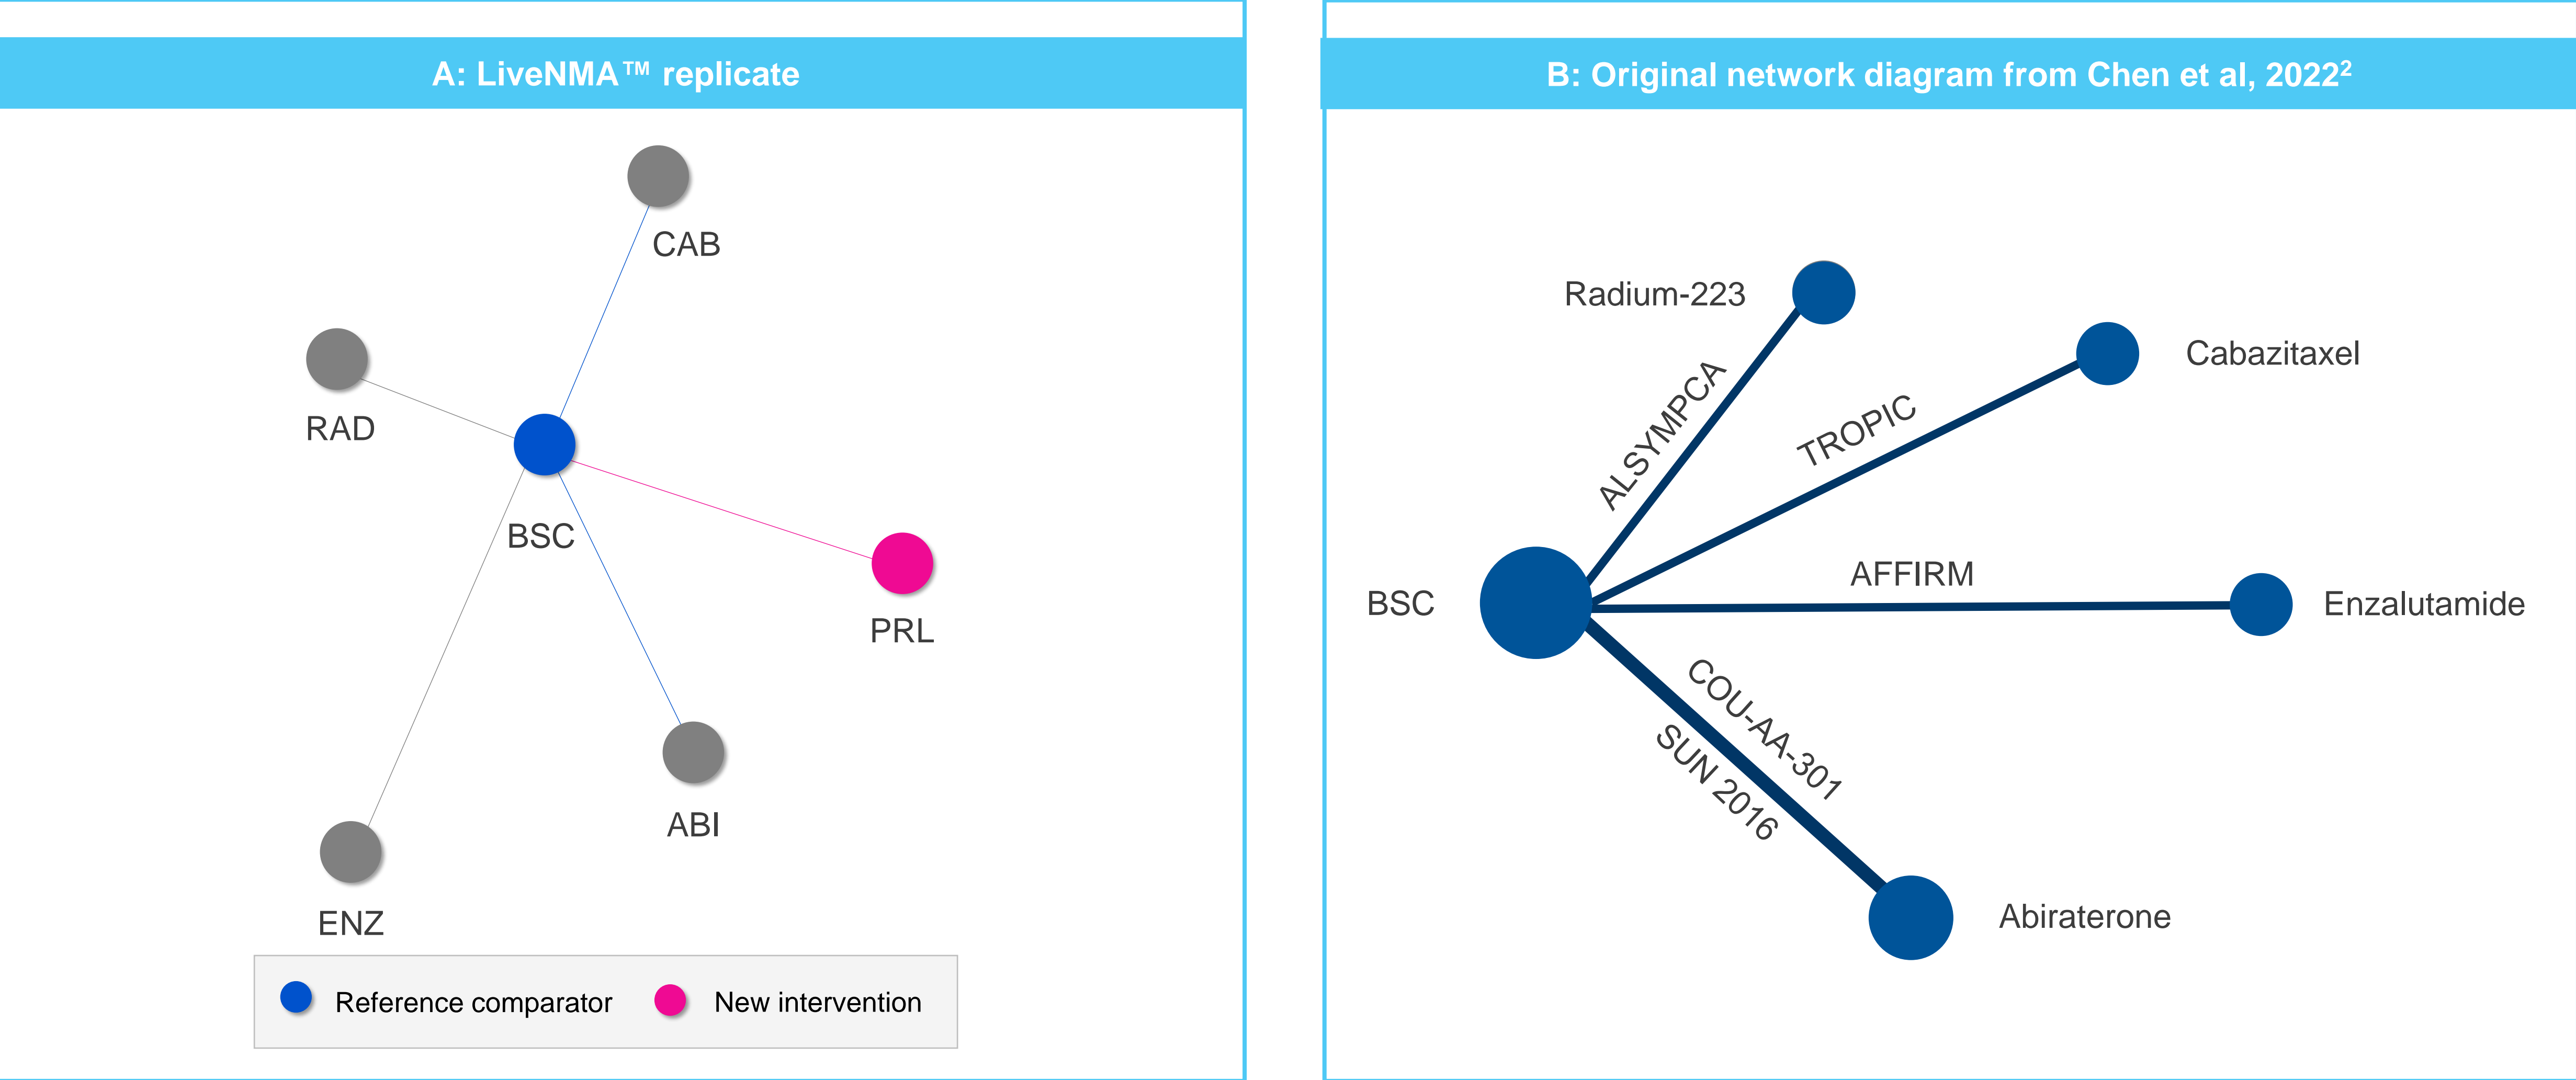 A: LiveNMA™ replicate
CAB
RAD
BSC
PRL
ABI
ENZ
Reference comparator
New intervention
B: Original network diagram from Chen et al, 2022²
Radium-223
Cabazitaxel
ALSYMPCA
TROPIC
AFFIRM
BSC
Enzalutamide
COU-AA-301
SUN 2016
Abiraterone